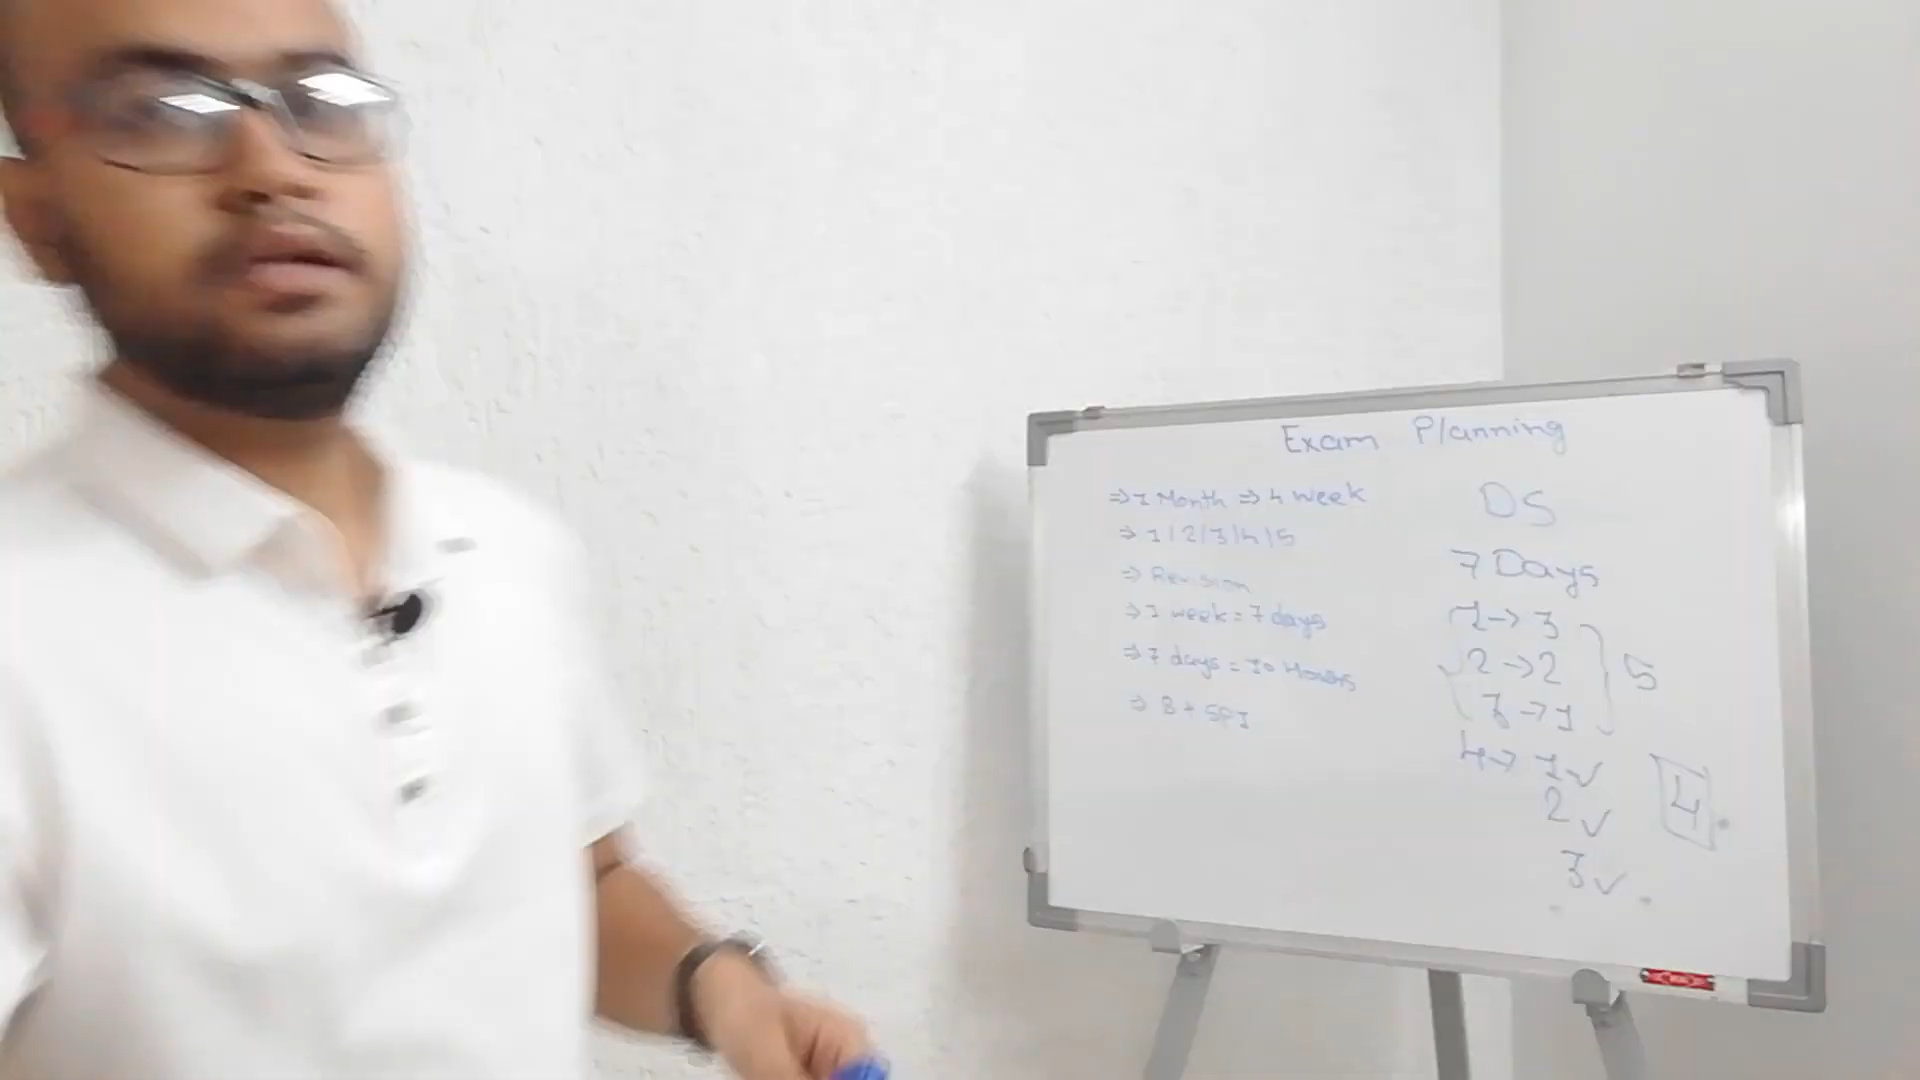 Exam Planning
⇒ 1 Month ⇒ 4 week
⇒ 1/2/3/4/5
⇒ Revision
⇒ 1 week = 7 days
⇒ 7 days = 10 Hours
⇒ 8 + SPI
DS
7 Days
1 → 3
2 → 2
3 → 1
5
4 → 1 ✓
2 ✓
3 ✓
4